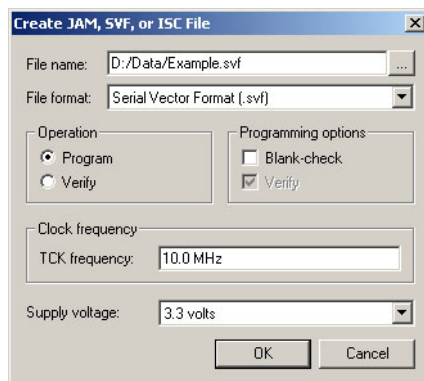 Create JAM, SVF, or ISC File
File name: D:/Data/Example.svf ...
File format: Serial Vector Format (.svf)
Operation Programming options
Program Blank-check
Verify Verify
Clock frequency
TCK frequency: 10.0 MHz
Supply voltage: 3.3 volts
OK Cancel